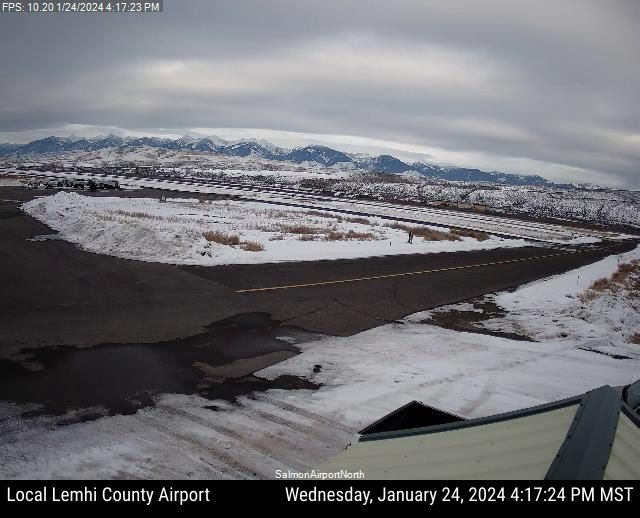 FPS: 10.20 1/24/2024 4:17:23 PM
SalmonAirportNorth
Local Lemhi County Airport Wednesday, January 24, 2024 4:17:24 PM MST